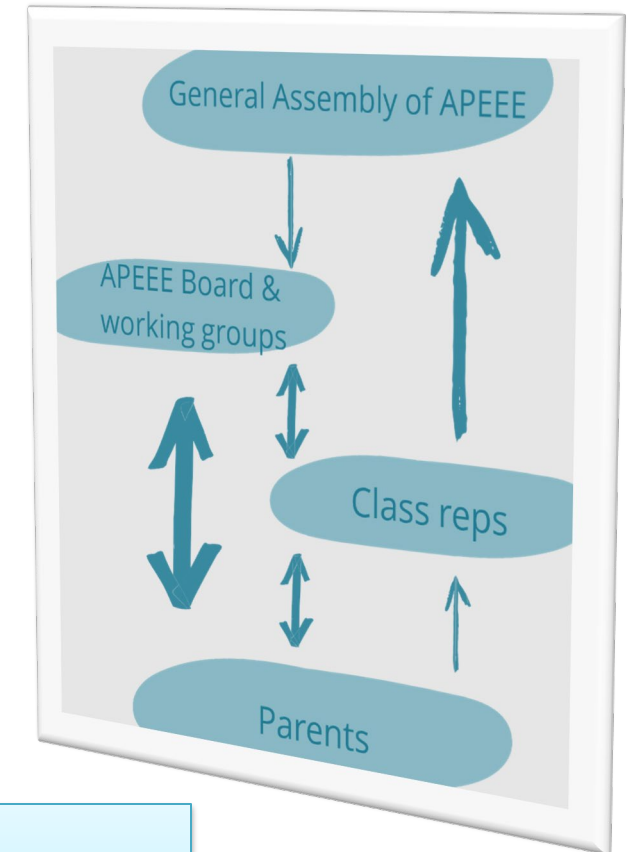 General Assembly of APEEE
APEEE Board &
working groups
Class reps
Parents